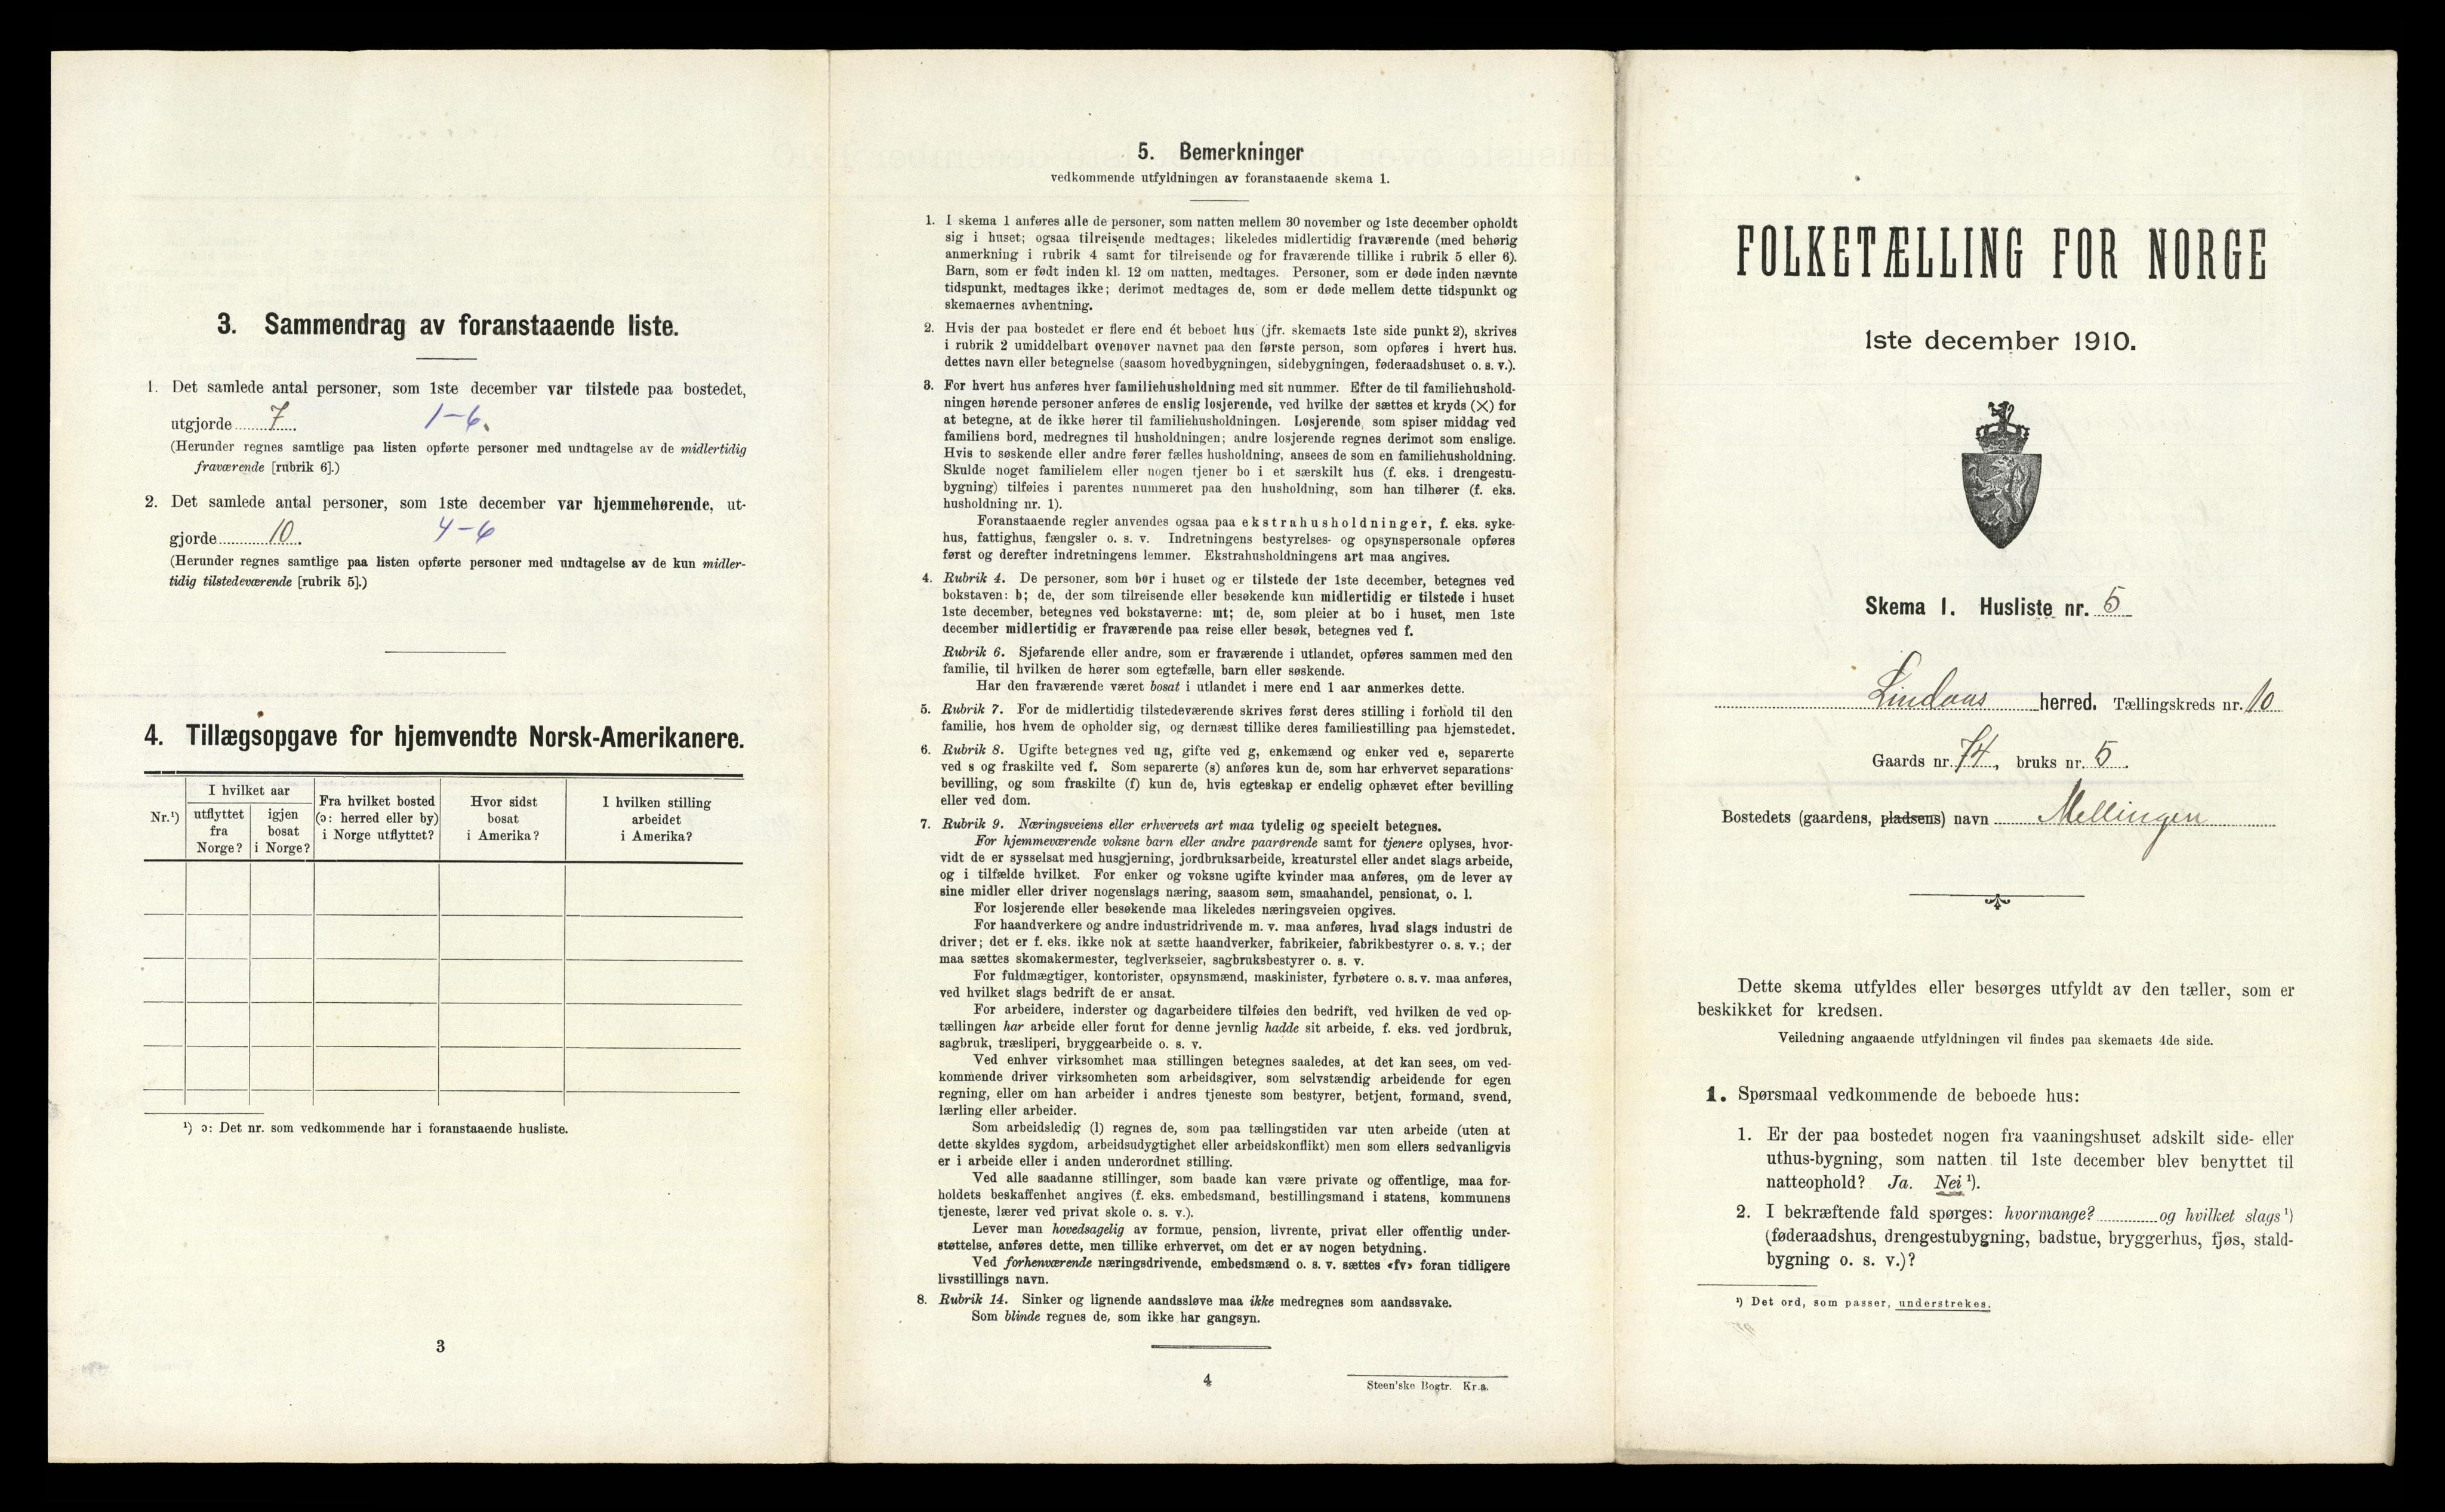 3. Sammendrag av foranstaaende liste.
1. Det samlede antal personer, som 1ste december var tilstede paa bostedet,
utgjorde 7. 1–6.
(Herunder regnes samtlige paa listen opførte personer med undtagelse av de midlertidig
fraværende [rubrik 6].)
2. Det samlede antal personer, som 1ste december var hjemmehørende, ut-
gjorde 10. 4–6
(Herunder regnes samtlige paa listen opførte personer med undtagelse av de kun midler-
tidig tilstedeværende [rubrik 5].)
4. Tillægsopgave for hjemvendte Norsk-Amerikanere.
Nr.¹)
I hvilket aar
utflyttet
fra
Norge?
igjen
bosat
i Norge?
Fra hvilket bosted
(ɔ: herred eller by)
i Norge utflyttet?
Hvor sidst
bosat
i Amerika?
I hvilken stilling
arbeidet
i Amerika?
¹) ɔ: Det nr. som vedkommende har i foranstaaende husliste.
3
5. Bemerkninger
vedkommende utfyldningen av foranstaaende skema 1.
1. I skema 1 anføres alle de personer, som natten mellem 30 november og 1ste december opholdt
sig i huset; ogsaa tilreisende medtages; likeledes midlertidig fraværende (med behørig
anmerkning i rubrik 4 samt for tilreisende og for fraværende tillike i rubrik 5 eller 6).
Barn, som er født inden kl. 12 om natten, medtages. Personer, som er døde inden nævnte
tidspunkt, medtages ikke; derimot medtages de, som er døde mellem dette tidspunkt og
skemaernes avhentning.
2. Hvis der paa bostedet er flere end ét beboet hus (jfr. skemaets 1ste side punkt 2), skrives
i rubrik 2 umiddelbart ovenover navnet paa den første person, som opføres i hvert hus.
dettes navn eller betegnelse (saasom hovedbygningen, sidebygningen, føderaadshuset o. s. v.).
3. For hvert hus anføres hver familiehusholdning med sit nummer. Efter de til familiehushold-
ningen hørende personer anføres de enslig losjerende, ved hvilke der sættes et kryds (×) for
at betegne, at de ikke hører til familiehusholdningen. Losjerende, som spiser middag ved
familiens bord, medregnes til husholdningen; andre losjerende regnes derimot som enslige.
Hvis to søskende eller andre fører fælles husholdning, ansees de som en familiehusholdning.
Skulde noget familielem eller nogen tjener bo i et særskilt hus (f. eks. i drengestu-
bygning) tilføies i parentes nummeret paa den husholdning, som han tilhører (f. eks.
husholdning nr. 1).
Foranstaaende regler anvendes ogsaa paa ekstrahusholdninger, f. eks. syke-
hus, fattighus, fængsler o. s. v. Indretningens bestyrelses- og opsynspersonale opføres
først og derefter indretningens lemmer. Ekstrahusholdningens art maa angives.
4. Rubrik 4. De personer, som bor i huset og er tilstede der 1ste december, betegnes ved
bokstaven: b; de, der som tilreisende eller besøkende kun midlertidig er tilstede i huset
1ste december, betegnes ved bokstaverne: mt; de, som pleier at bo i huset, men 1ste
december midlertidig er fraværende paa reise eller besøk, betegnes ved f.
Rubrik 6. Sjøfarende eller andre, som er fraværende i utlandet, opføres sammen med den
familie, til hvilken de hører som egtefælle, barn eller søskende.
Har den fraværende været bosat i utlandet i mere end 1 aar anmerkes dette.
5. Rubrik 7. For de midlertidig tilstedeværende skrives først deres stilling i forhold til den
familie, hos hvem de opholder sig, og dernæst tillike deres familiestilling paa hjemstedet.
6. Rubrik 8. Ugifte betegnes ved ug, gifte ved g, enkemænd og enker ved e, separerte
ved s og fraskilte ved f. Som separerte (s) anføres kun de, som har erhvervet separations-
bevilling, og som fraskilte (f) kun de, hvis egteskap er endelig ophævet efter bevilling
eller ved dom.
7. Rubrik 9. Næringsveiens eller erhvervets art maa tydelig og specielt betegnes.
For hjemmeværende voksne barn eller andre paarørende samt for tjenere oplyses, hvor-
vidt de er sysselsat med husgjerning, jordbruksarbeide, kreaturstel eller andet slags arbeide,
og i tilfælde hvilket. For enker og voksne ugifte kvinder maa anføres, om de lever av
sine midler eller driver nogenslags næring, saasom søm, smaahandel, pensionat, o. l.
For losjerende eller besøkende maa likeledes næringsveien opgives.
For haandverkere og andre industridrivende m. v. maa anføres, hvad slags industri de
driver; det er f. eks. ikke nok at sætte haandverker, fabrikeier, fabrikbestyrer o. s. v.; der
maa sættes skomakermester, teglverkseier, sagbruksbestyrer o. s. v.
For fuldmægtiger, kontorister, opsynsmænd, maskinister, fyrbøtere o. s. v. maa anføres,
ved hvilket slags bedrift de er ansat.
For arbeidere, inderster og dagarbeidere tilføies den bedrift, ved hvilken de ved op-
tællingen har arbeide eller forut for denne jevnlig hadde sit arbeide, f. eks. ved jordbruk,
sagbruk, træsliperi, bryggearbeide o. s. v.
Ved enhver virksomhet maa stillingen betegnes saaledes, at det kan sees, om ved-
kommende driver virksomheten som arbeidsgiver, som selvstændig arbeidende for egen
regning, eller om han arbeider i andres tjeneste som bestyrer, betjent, formand, svend,
lærling eller arbeider.
Som arbeidsledig (l) regnes de, som paa tællingstiden var uten arbeide (uten at
dette skyldes sygdom, arbeidsudygtighet eller arbeidskonflikt) men som ellers sedvanligvis
er i arbeide eller i anden underordnet stilling.
Ved alle saadanne stillinger, som baade kan være private og offentlige, maa for-
holdets beskaffenhet angives (f. eks. embedsmand, bestillingsmand i statens, kommunens
tjeneste, lærer ved privat skole o. s. v.).
Lever man hovedsagelig av formue, pension, livrente, privat eller offentlig under-
støttelse, anføres dette, men tillike erhvervet, om det er av nogen betydning.
Ved forhenværende næringsdrivende, embedsmænd o. s. v. sættes «fv» foran tidligere
livsstillings navn.
8. Rubrik 14. Sinker og lignende aandssløve maa ikke medregnes som aandssvake.
Som blinde regnes de, som ikke har gangsyn.
4
Steen'ske Bogtr. Kr.a.
FOLKETÆLLING FOR NORGE
1ste december 1910.
Skema 1. Husliste nr. 5
Lindaas herred. Tællingskreds nr. 10
Gaards nr. 74, bruks nr. 5.
Bostedets (gaardens, pladsens) navn Mellingen
Dette skema utfyldes eller besørges utfyldt av den tæller, som er
beskikket for kredsen.
Veiledning angaaende utfyldningen vil findes paa skemaets 4de side.
1. Spørsmaal vedkommende de beboede hus:
1. Er der paa bostedet nogen fra vaaningshuset adskilt side- eller
uthus-bygning, som natten til 1ste december blev benyttet til
natteophold? Ja. Nei ¹).
2. I bekræftende fald spørges: hvormange? og hvilket slags ¹)
(føderaadshus, drengestubygning, badstue, bryggerhus, fjøs, stald-
bygning o. s. v.)?
¹) Det ord, som passer, understrekes.